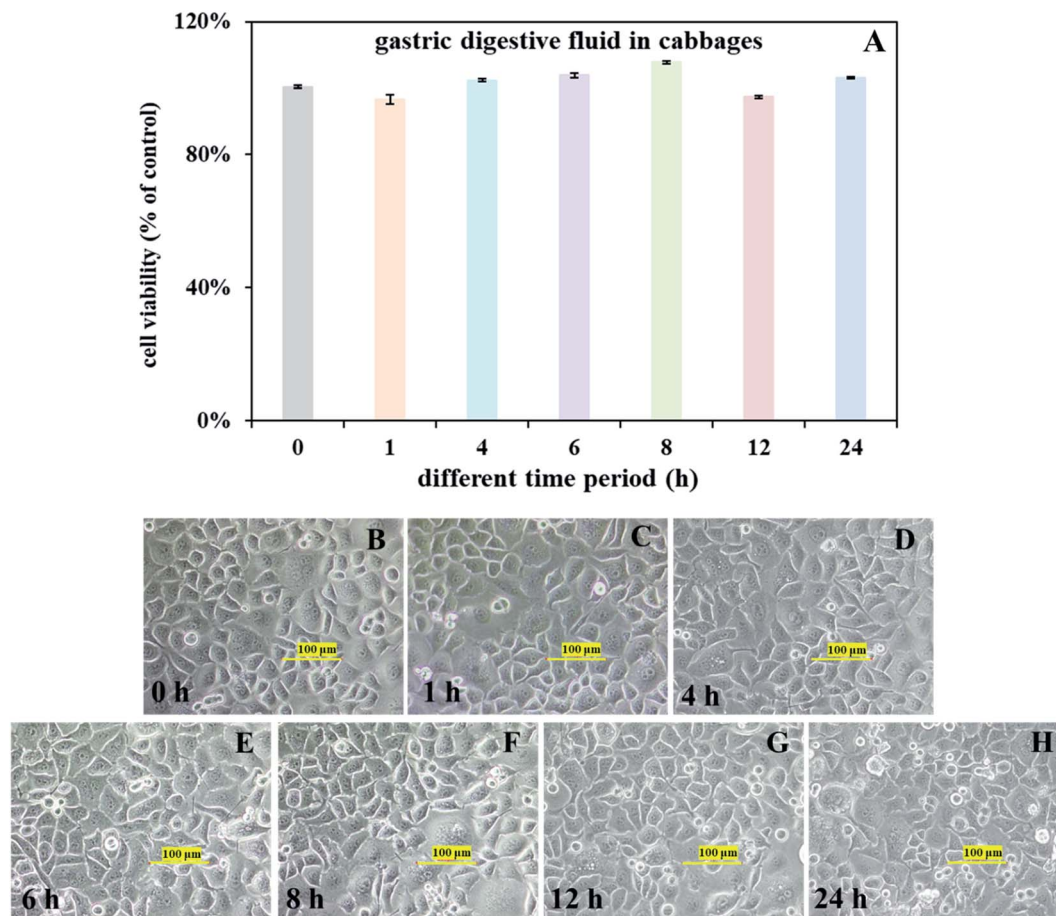 120%
gastric digestive fluid in cabbages
A
80%
40%
0%
cell viability (% of control)
0 1 4 6 8 12 24
different time period (h)
B
100 μm
0 h
C
100 μm
1 h
D
100 μm
4 h
E
100 μm
6 h
F
100 μm
8 h
G
100 μm
12 h
H
100 μm
24 h